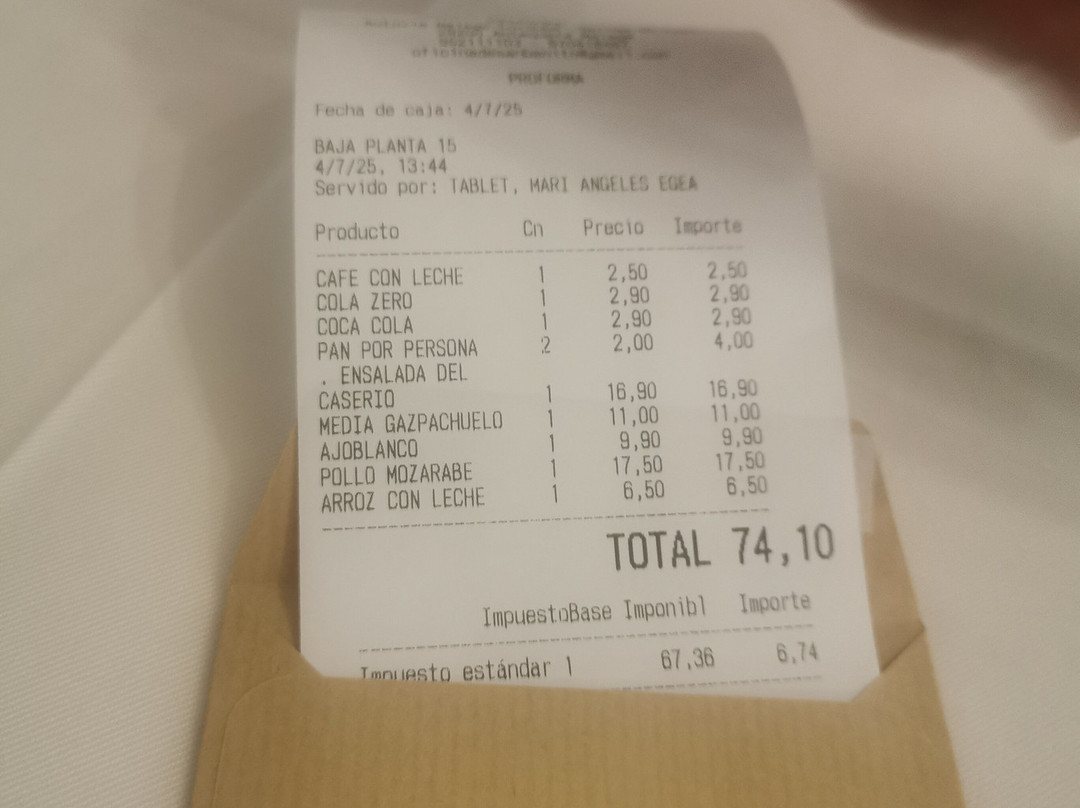 PROFORMA
Fecha de caja: 4/7/25
BAJA PLANTA 15
4/7/25, 13:44
Servido por: TABLET, MARI ANGELES EGEA
Producto Cn Precio Importe
CAFE CON LECHE 1 2,50 2,50
COLA ZERO 1 2,90 2,90
COCA COLA 1 2,90 2,90
PAN POR PERSONA 2 2,00 4,00
. ENSALADA DEL
CASERIO 1 16,90 16,90
MEDIA GAZPACHUELO 1 11,00 11,00
AJOBLANCO 1 9,90 9,90
POLLO MOZARABE 1 17,50 17,50
ARROZ CON LECHE 1 6,50 6,50
TOTAL 74,10
ImpuestoBase Imponibl Importe
Impuesto estándar 1 67,36 6,74